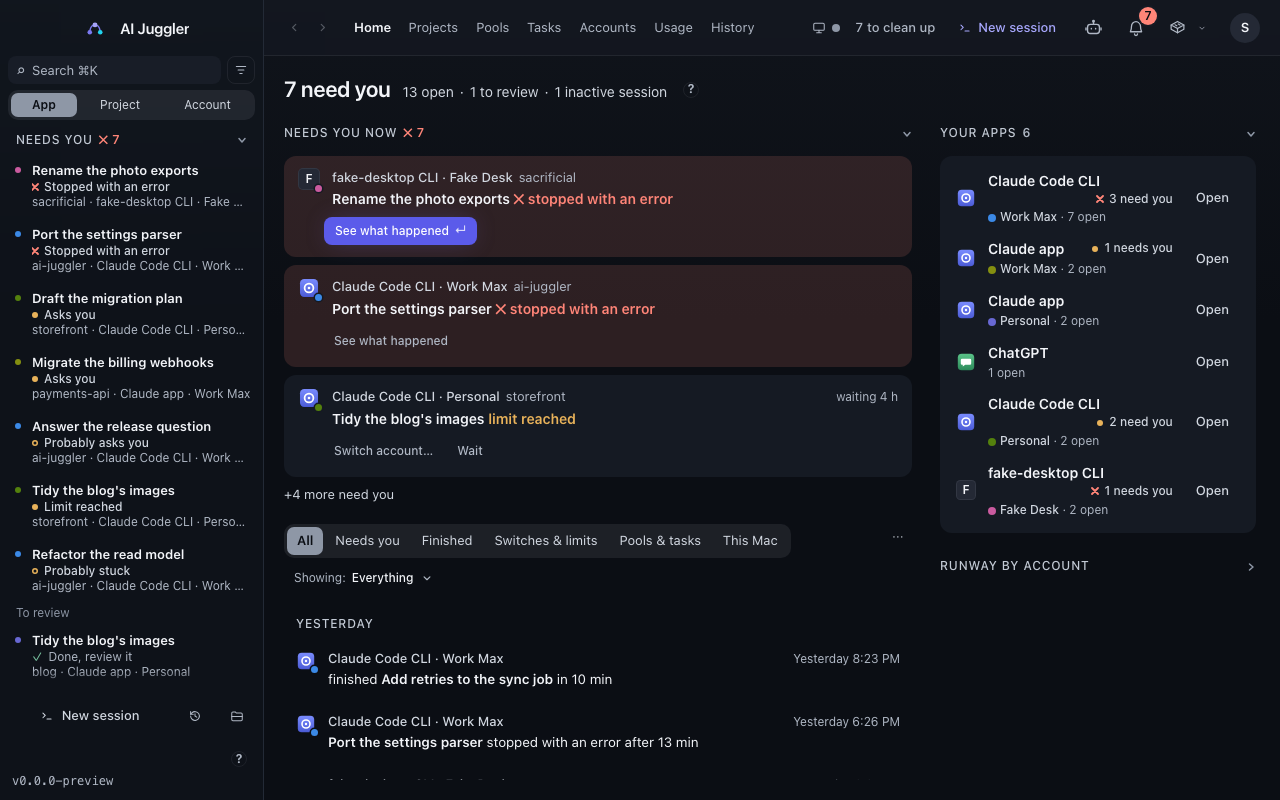 AI Juggler
Search ⌘K
App Project Account
NEEDS YOU 7
Rename the photo exports
Stopped with an error
sacrificial · fake-desktop CLI · Fake ...
Port the settings parser
Stopped with an error
ai-juggler · Claude Code CLI · Work ...
Draft the migration plan
Asks you
storefront · Claude Code CLI · Perso...
Migrate the billing webhooks
Asks you
payments-api · Claude app · Work Max
Answer the release question
Probably asks you
ai-juggler · Claude Code CLI · Work ...
Tidy the blog's images
Limit reached
storefront · Claude Code CLI · Perso...
Refactor the read model
Probably stuck
ai-juggler · Claude Code CLI · Work ...
To review
Tidy the blog's images
Done, review it
blog · Claude app · Personal
New session
?
v0.0.0-preview
Home Projects Pools Tasks Accounts Usage History
7 to clean up
New session
7
S
7 need you 13 open · 1 to review · 1 inactive session ?
NEEDS YOU NOW 7
F
fake-desktop CLI · Fake Desk sacrificial
Rename the photo exports stopped with an error
See what happened ↵
Claude Code CLI · Work Max ai-juggler
Port the settings parser stopped with an error
See what happened
Claude Code CLI · Personal storefront waiting 4 h
Tidy the blog's images limit reached
Switch account... Wait
+4 more need you
All Needs you Finished Switches & limits Pools & tasks This Mac ...
Showing: Everything
YESTERDAY
Claude Code CLI · Work Max Yesterday 8:23 PM
finished Add retries to the sync job in 10 min
Claude Code CLI · Work Max Yesterday 6:26 PM
Port the settings parser stopped with an error after 13 min
YOUR APPS 6
Claude Code CLI
3 need you Open
Work Max · 7 open
Claude app 1 needs you
Work Max · 2 open Open
Claude app
Personal · 2 open Open
ChatGPT
1 open Open
Claude Code CLI
2 need you Open
Personal · 2 open
fake-desktop CLI
F 1 needs you Open
Fake Desk · 2 open
RUNWAY BY ACCOUNT